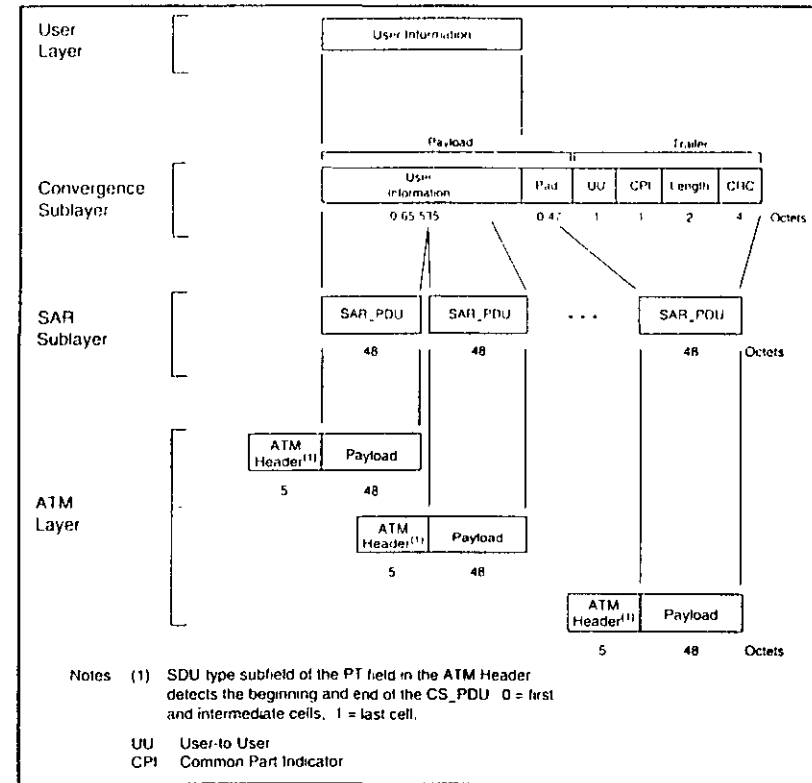 User
Layer
User Information
Payload
Trailer
Convergence
Sublayer
User
Information
Pad
UU
CPI
Length
CRC
0-65,535
0-47
1
1
2
4
Octets
SAR
Sublayer
SAR_PDU
SAR_PDU
. . .
SAR_PDU
48
48
48
Octets
ATM
Layer
ATM
Header(1)
Payload
5
48
ATM
Header(1)
Payload
5
48
ATM
Header(1)
Payload
5
48
Octets
Notes (1) SDU type subfield of the PT field in the ATM Header
detects the beginning and end of the CS_PDU 0 = first
and intermediate cells, 1 = last cell.
UU User-to User
CPI Common Part Indicator